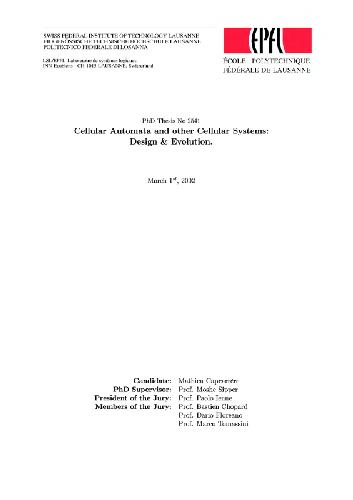 SWISS FEDERAL INSTITUTE OF TECHNOLOGY LAUSANNE
EIDGENÖSSISCHE TECHNISCHE HOCHSCHULE LAUSANNE
POLITECNICO FEDERALE DI LOSANNA
LSL/EPFL Laboratoire de systèmes logiques
INN Ecublens CH 1015 LAUSANNE, Switzerland
EPFL
ÉCOLE POLYTECHNIQUE
FÉDÉRALE DE LAUSANNE
PhD Thesis No 2541
Cellular Automata and other Cellular Systems:
Design & Evolution.
March 1st, 2002
Candidate: Mathieu Capcarrère
PhD Supervisor: Prof. Moshe Sipper
President of the Jury: Prof. Paolo Ienne
Members of the Jury: Prof. Bastien Chopard
Prof. Dario Floreano
Prof. Marco Tomassini